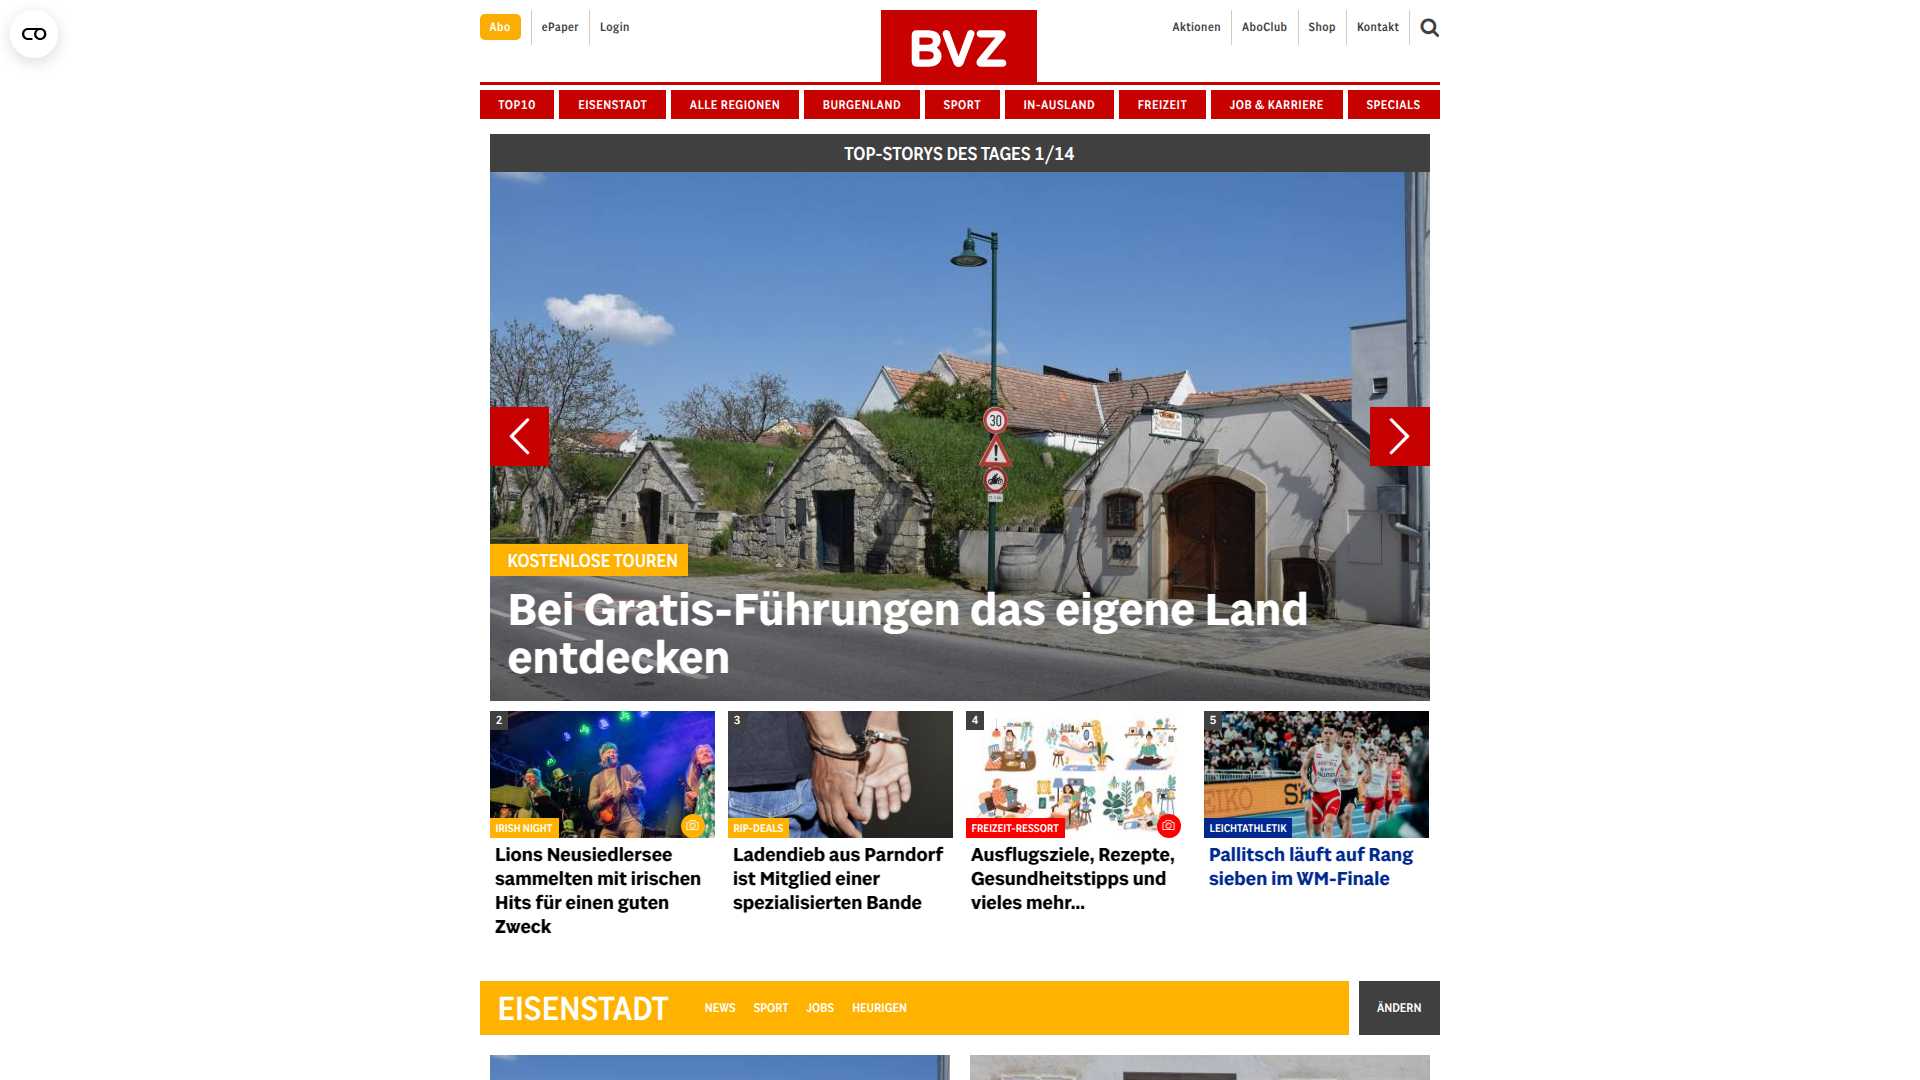 Abo
ePaper
Login
BVZ
Aktionen
AboClub
Shop
Kontakt
TOP10
EISENSTADT
ALLE REGIONEN
BURGENLAND
SPORT
IN-AUSLAND
FREIZEIT
JOB & KARRIERE
SPECIALS
TOP-STORYS DES TAGES 1/14
30
KOSTENLOSE TOUREN
Bei Gratis-Führungen das eigene Land
entdecken
2
IRISH NIGHT
Lions Neusiedlersee
sammelten mit irischen
Hits für einen guten
Zweck
3
RIP-DEALS
Ladendieb aus Parndorf
ist Mitglied einer
spezialisierten Bande
4
FREIZEIT-RESSORT
Ausflugsziele, Rezepte,
Gesundheitstipps und
vieles mehr...
5
SEIKO
LEICHTATHLETIK
Pallitsch läuft auf Rang
sieben im WM-Finale
EISENSTADT
NEWS
SPORT
JOBS
HEURIGEN
ÄNDERN